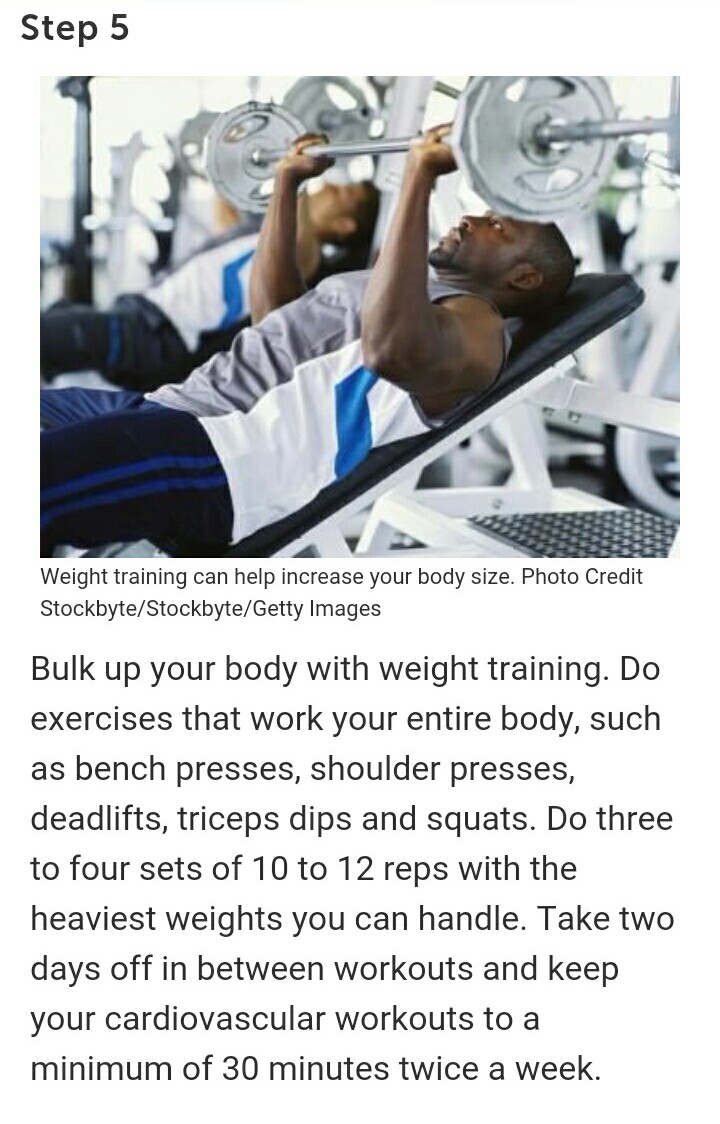 Step 5
Weight training can help increase your body size. Photo Credit
Stockbyte/Stockbyte/Getty Images
Bulk up your body with weight training. Do
exercises that work your entire body, such
as bench presses, shoulder presses,
deadlifts, triceps dips and squats. Do three
to four sets of 10 to 12 reps with the
heaviest weights you can handle. Take two
days off in between workouts and keep
your cardiovascular workouts to a
minimum of 30 minutes twice a week.